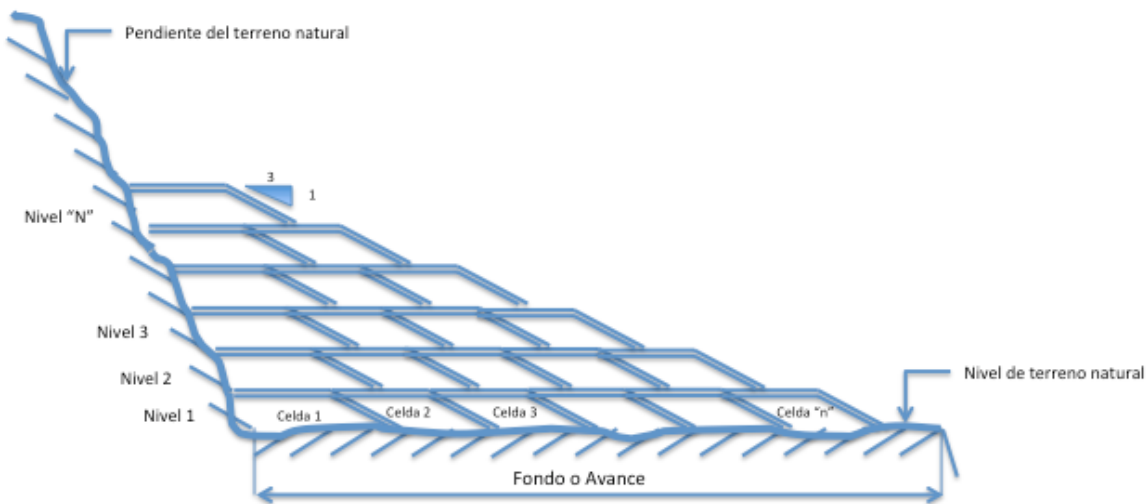 Pendiente del terreno natural
3
1
Nivel “N”
Nivel 3
Nivel 2
Nivel de terreno natural
Nivel 1
Celda 1
Celda 2
Celda 3
Celda “n”
Fondo o Avance